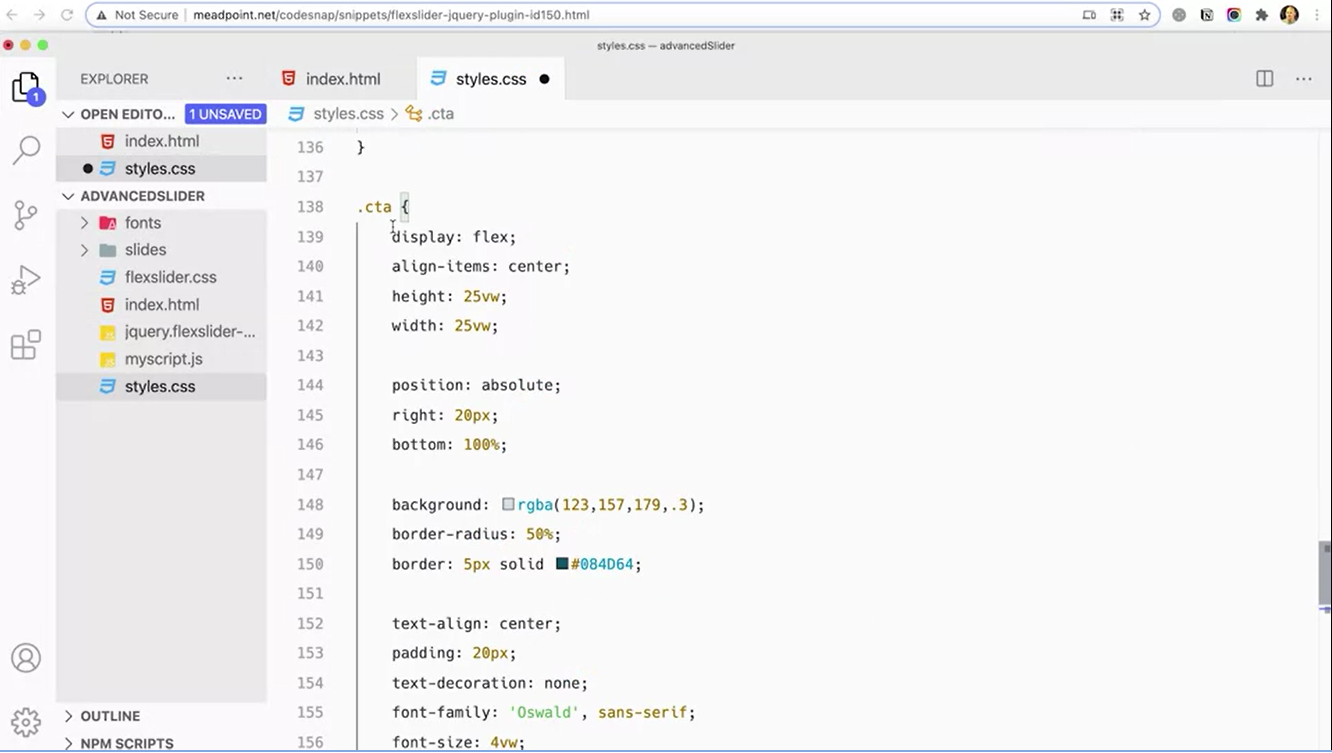 Not Secure | meadpoint.net/codesnap/snippets/flexslider-jquery-plugin-id150.html
styles.css — advancedSlider
EXPLORER
index.html
styles.css
OPEN EDITO...
1 UNSAVED
styles.css > .cta
1
index.html
styles.css
ADVANCEDSLIDER
fonts
slides
flexslider.css
index.html
jquery.flexslider-...
myscript.js
styles.css
OUTLINE
NPM SCRIPTS
136 }
137
138 .cta {
139 display: flex;
140 align-items: center;
141 height: 25vw;
142 width: 25vw;
143
144 position: absolute;
145 right: 20px;
146 bottom: 100%;
147
148 background: rgba(123,157,179,.3);
149 border-radius: 50%;
150 border: 5px solid #084D64;
151
152 text-align: center;
153 padding: 20px;
154 text-decoration: none;
155 font-family: 'Oswald', sans-serif;
156 font-size: 4vw;